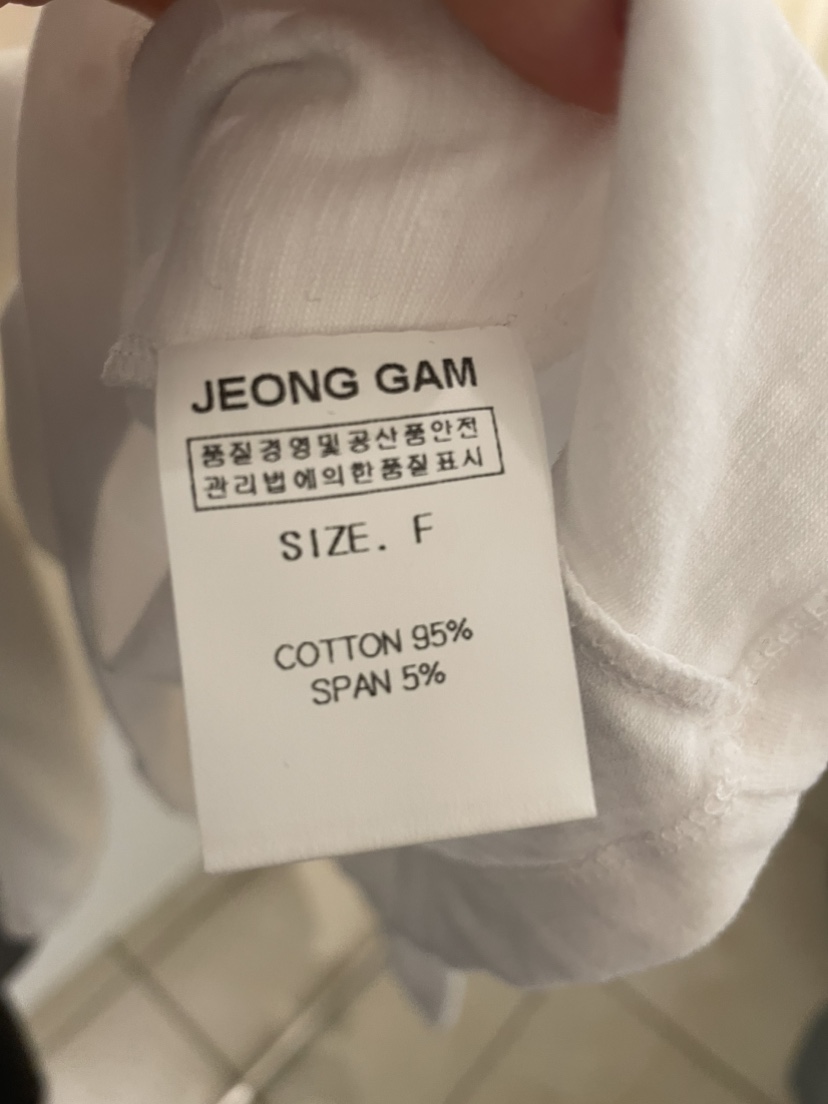 JEONG GAM
품질경영및공산품안전
관리법에의한품질표시
SIZE. F
COTTON 95%
SPAN 5%